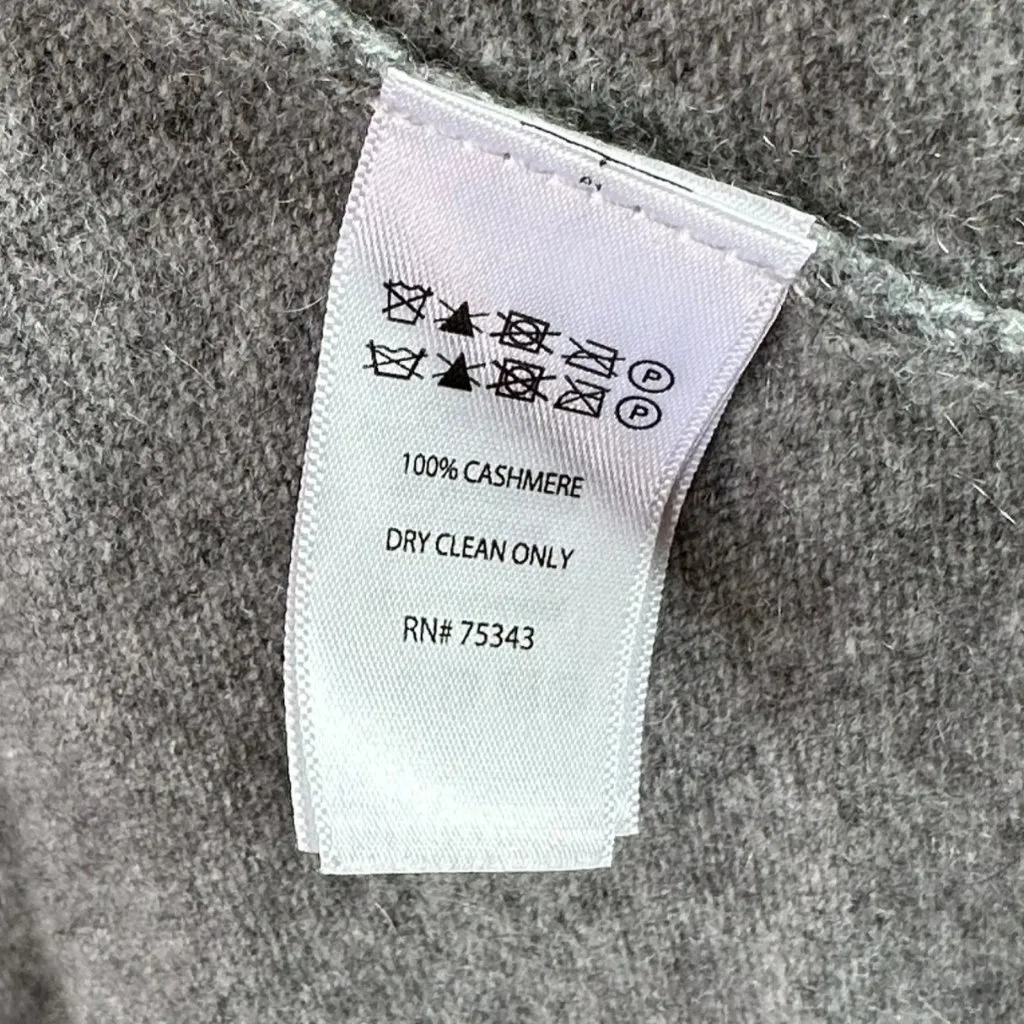 P
P
100% CASHMERE
DRY CLEAN ONLY
RN# 75343